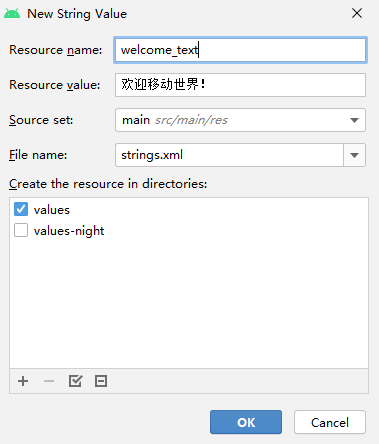 New String Value
Resource name: welcome_text
Resource value: 欢迎移动世界！
Source set: main src/main/res
File name: strings.xml
Create the resource in directories:
values
values-night
OK Cancel